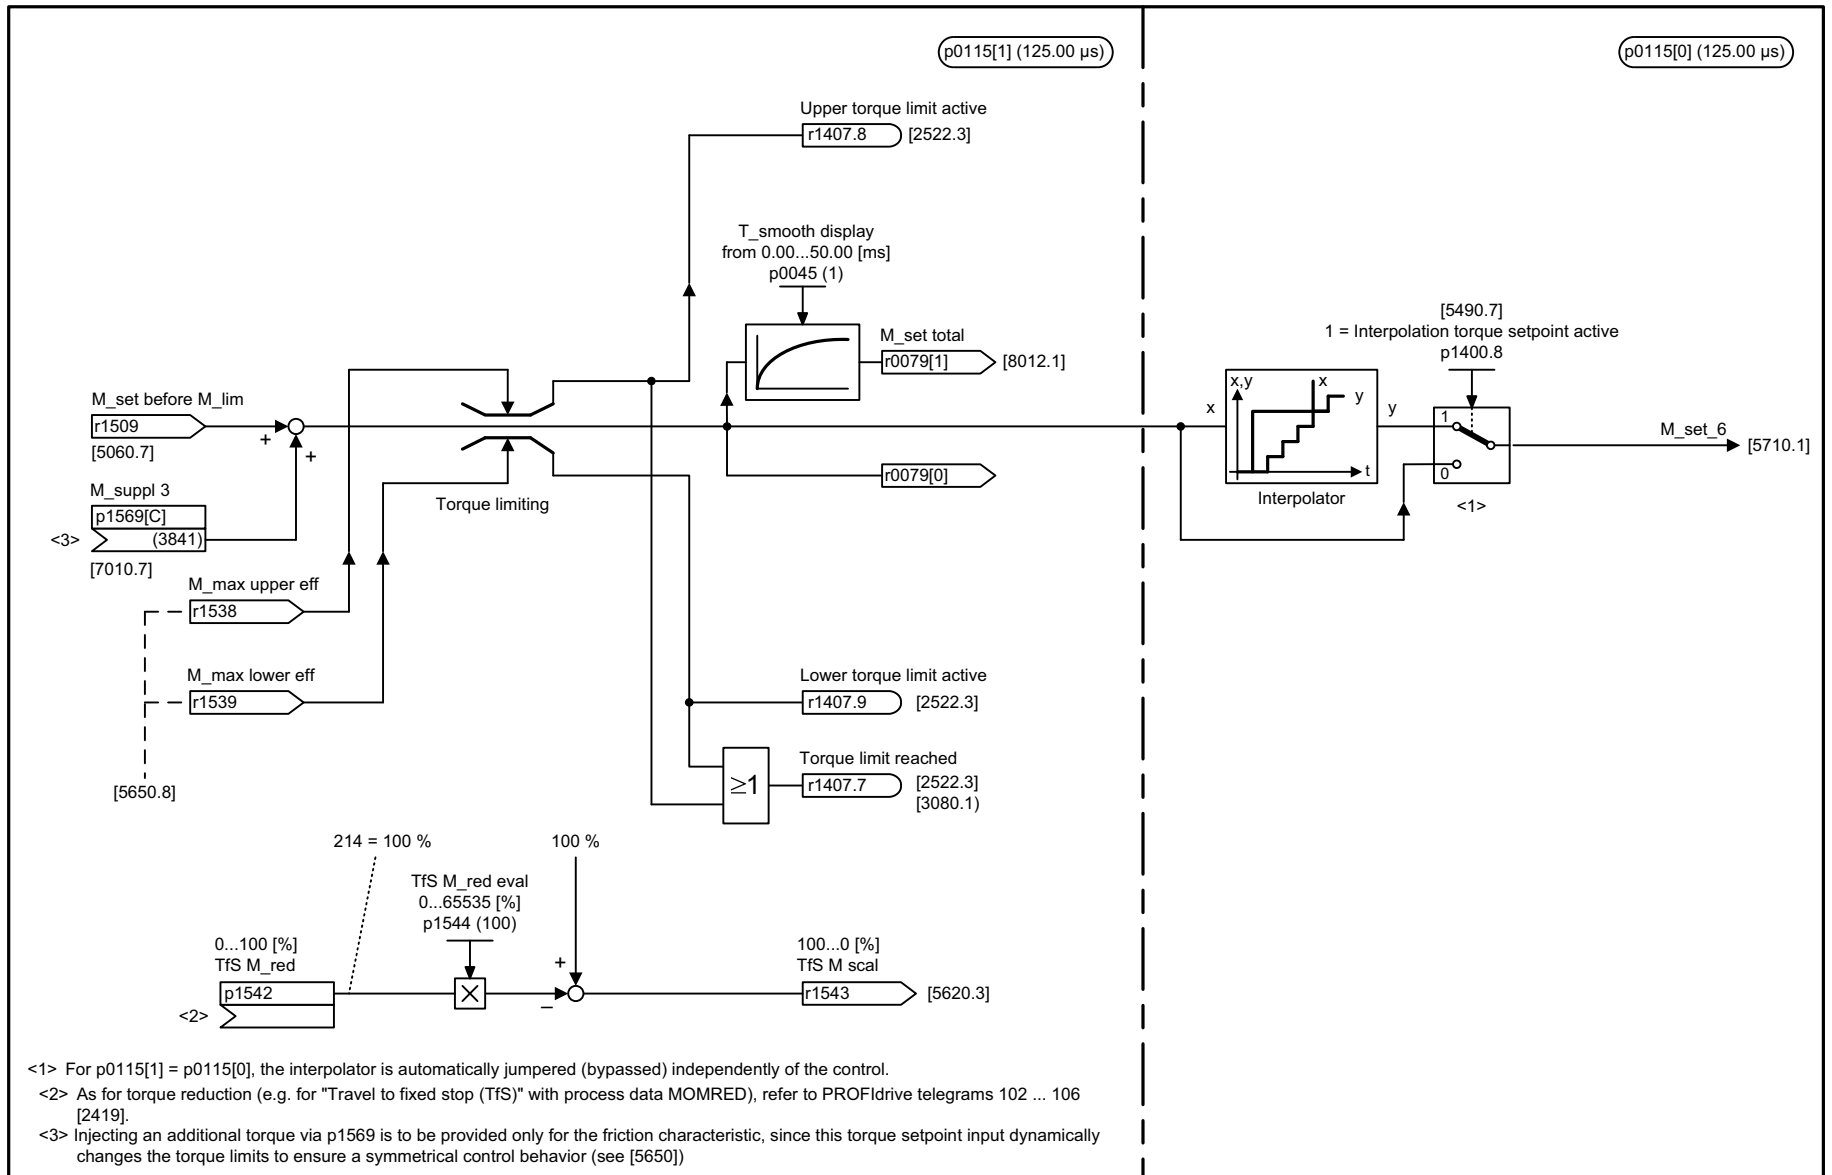 p0115[1] (125.00 µs)
p0115[0] (125.00 µs)
Upper torque limit active
r1407.8
[2522.3]
T_smooth display
from 0.00...50.00 [ms]
p0045 (1)
M_set total
r0079[1]
[8012.1]
[5490.7]
1 = Interpolation torque setpoint active
p1400.8
M_set before M_lim
r1509
[5060.7]
+
+
M_suppl 3
p1569[C]
<3>
(3841)
[7010.7]
Torque limiting
r0079[0]
x
x,y
x
y
t
Interpolator
y
1
0
<1>
M_set_6
[5710.1]
M_max upper eff
r1538
M_max lower eff
r1539
[5650.8]
Lower torque limit active
r1407.9
[2522.3]
≥1
Torque limit reached
r1407.7
[2522.3]
[3080.1)
214 = 100 %
100 %
TfS M_red eval
0...65535 [%]
p1544 (100)
0...100 [%]
TfS M_red
p1542
<2>
+
–
100...0 [%]
TfS M scal
r1543
[5620.3]
<1> For p0115[1] = p0115[0], the interpolator is automatically jumpered (bypassed) independently of the control.
<2> As for torque reduction (e.g. for "Travel to fixed stop (TfS)" with process data MOMRED), refer to PROFIdrive telegrams 102 ... 106
[2419].
<3> Injecting an additional torque via p1569 is to be provided only for the friction characteristic, since this torque setpoint input dynamically
changes the torque limits to ensure a symmetrical control behavior (see [5650])